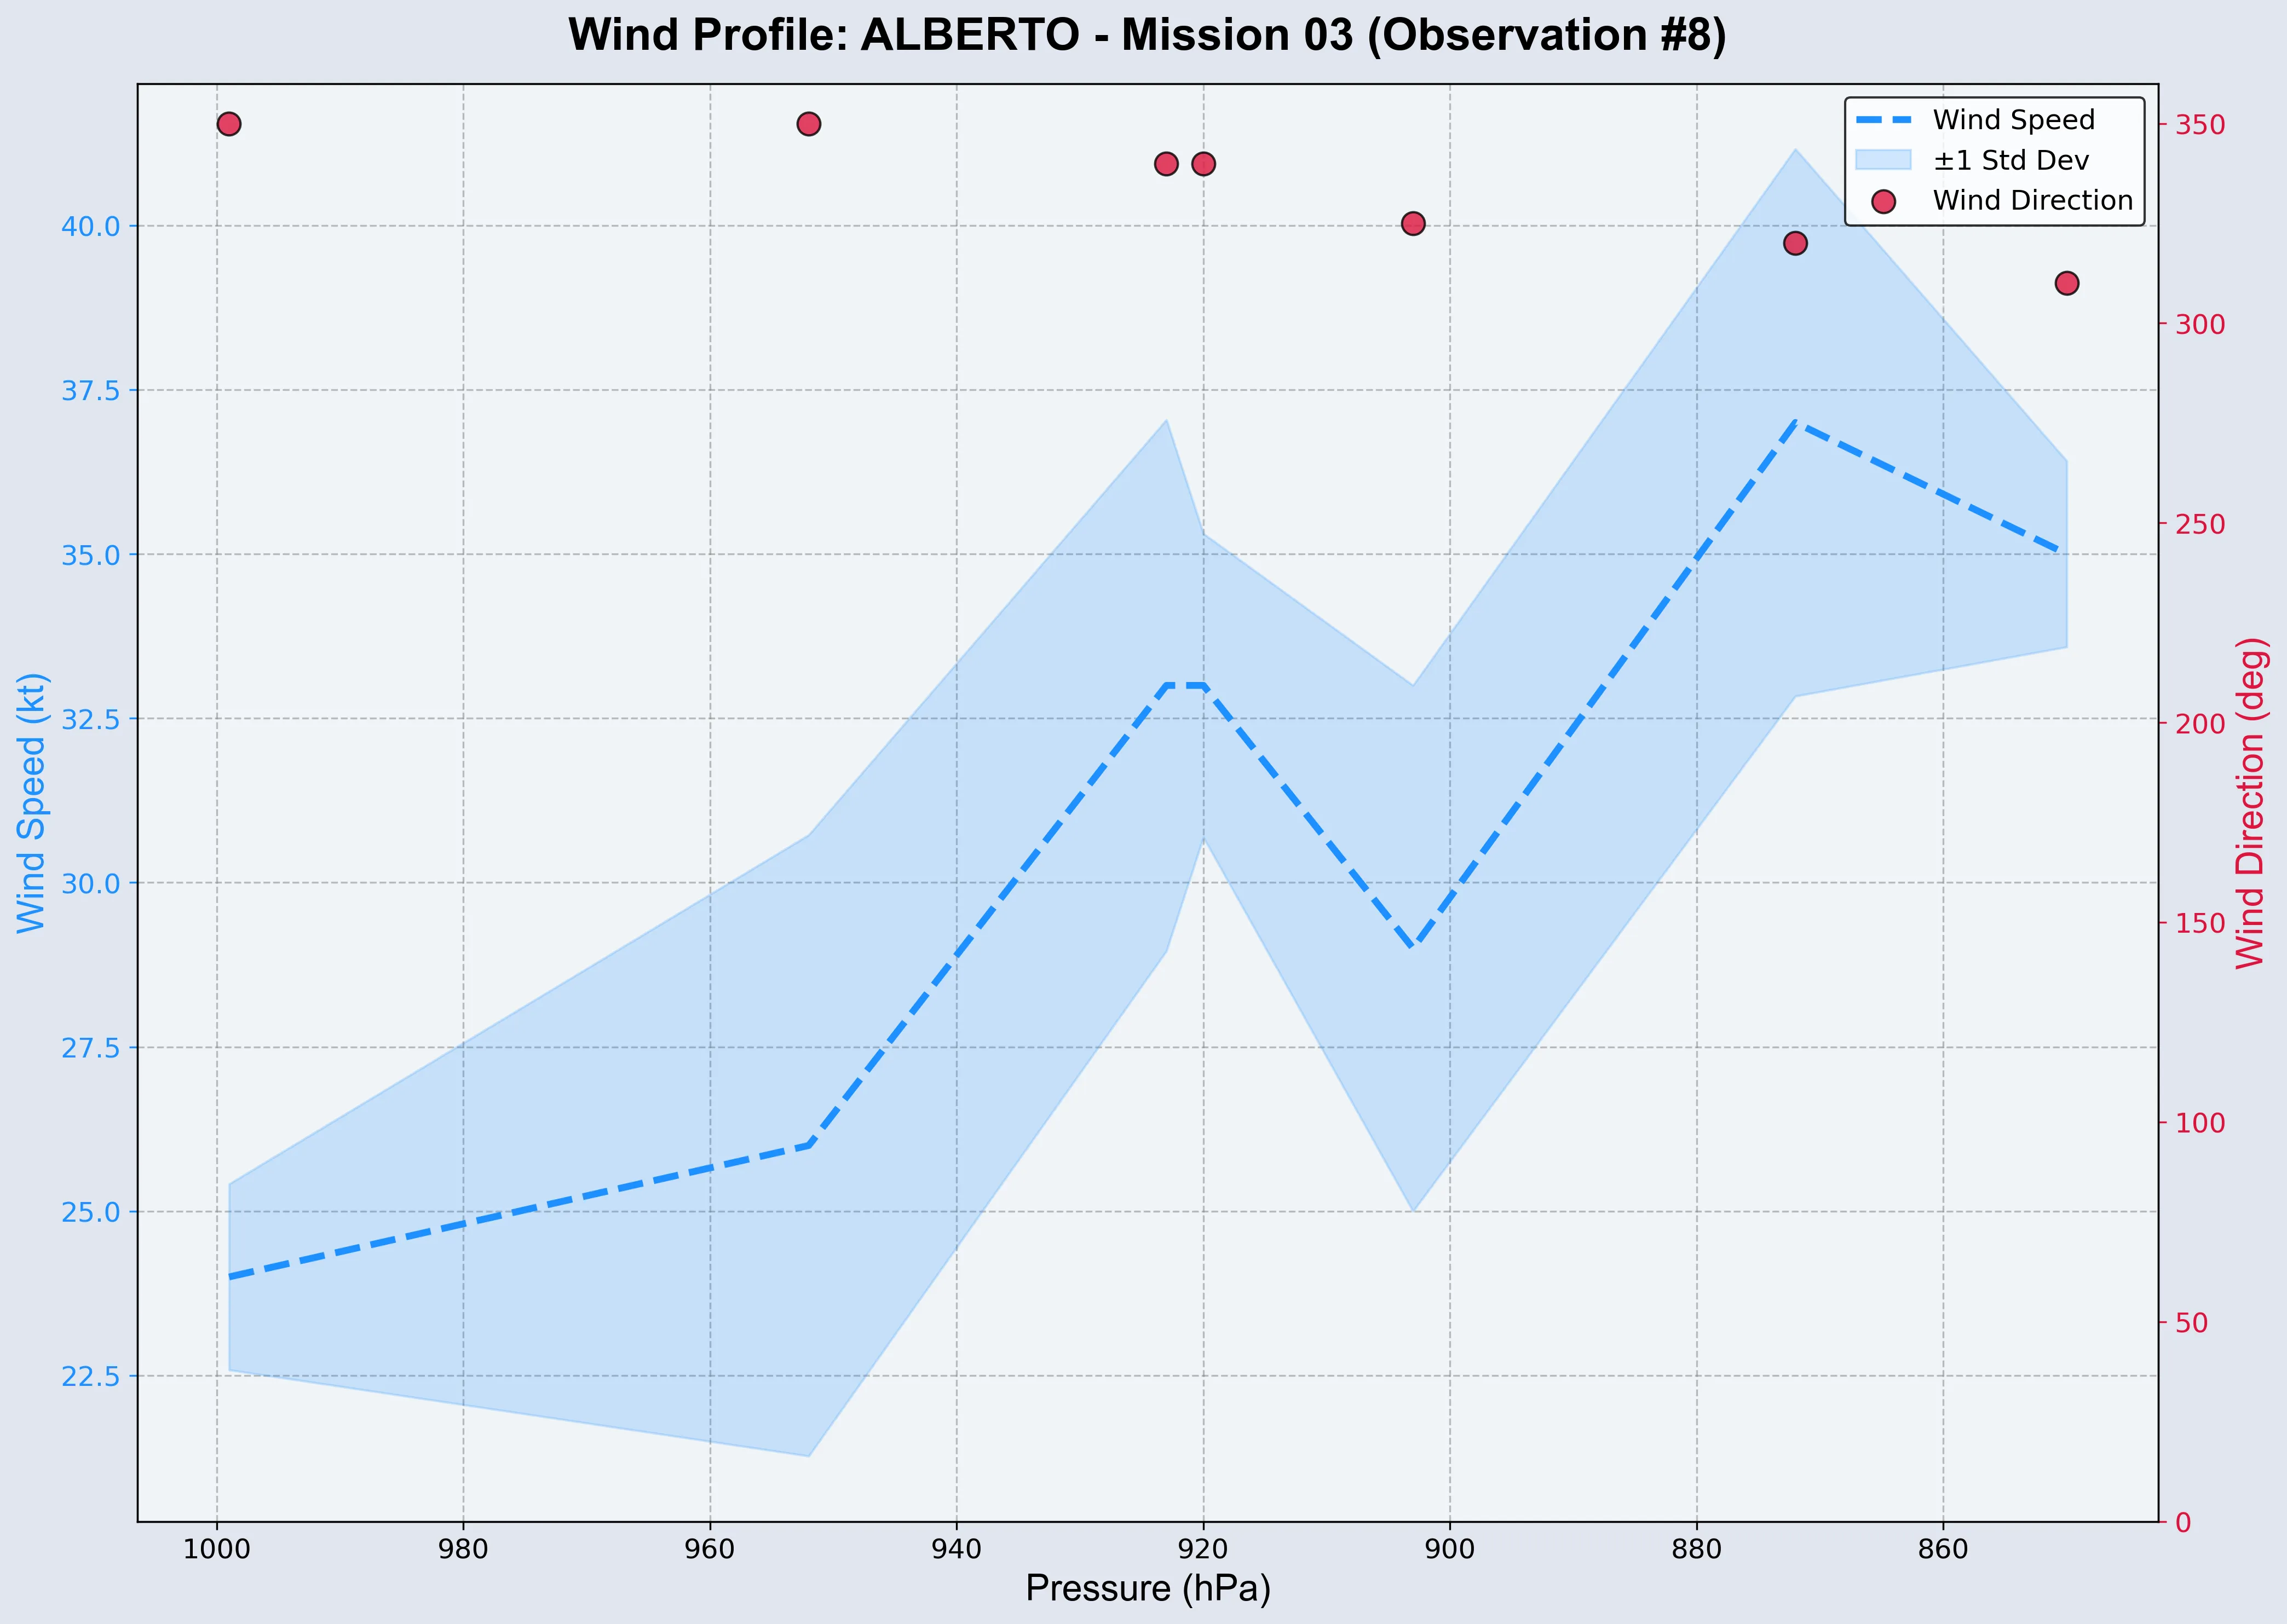 Wind Profile: ALBERTO - Mission 03 (Observation #8)
Wind Speed
±1 Std Dev
Wind Direction
Wind Speed (kt)
40.0
37.5
35.0
32.5
30.0
27.5
25.0
22.5
350
300
250
200
150
100
50
0
Wind Direction (deg)
1000 980 960 940 920 900 880 860
Pressure (hPa)